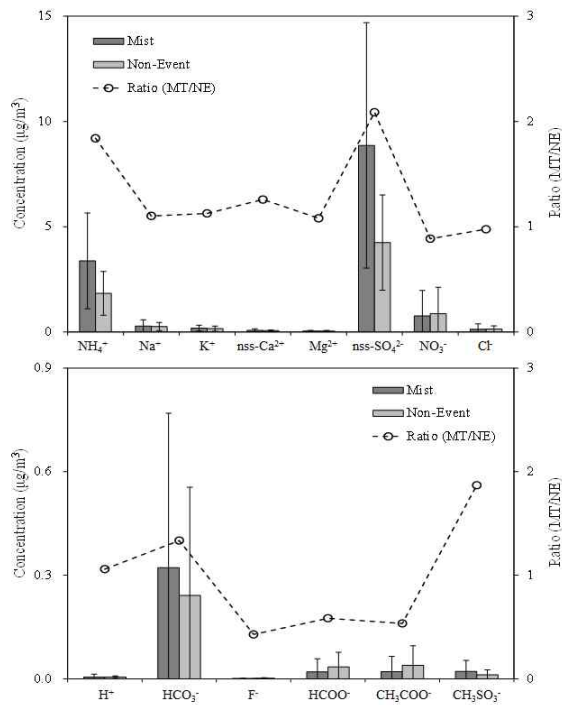 15
3
Mist
Non-Event
Ratio (MT/NE)
10
2
Concentration (μg/m³)
Ratio (MT/NE)
5
1
0
0
NH₄⁺ Na⁺ K⁺ nss-Ca²⁺ Mg²⁺ nss-SO₄²⁻ NO₃⁻ Cl⁻
0.9
3
Mist
Non-Event
Ratio (MT/NE)
0.6
2
Concentration (μg/m³)
Ratio (MT/NE)
0.3
1
0.0
0
H⁺ HCO₃⁻ F⁻ HCOO⁻ CH₃COO⁻ CH₃SO₃⁻